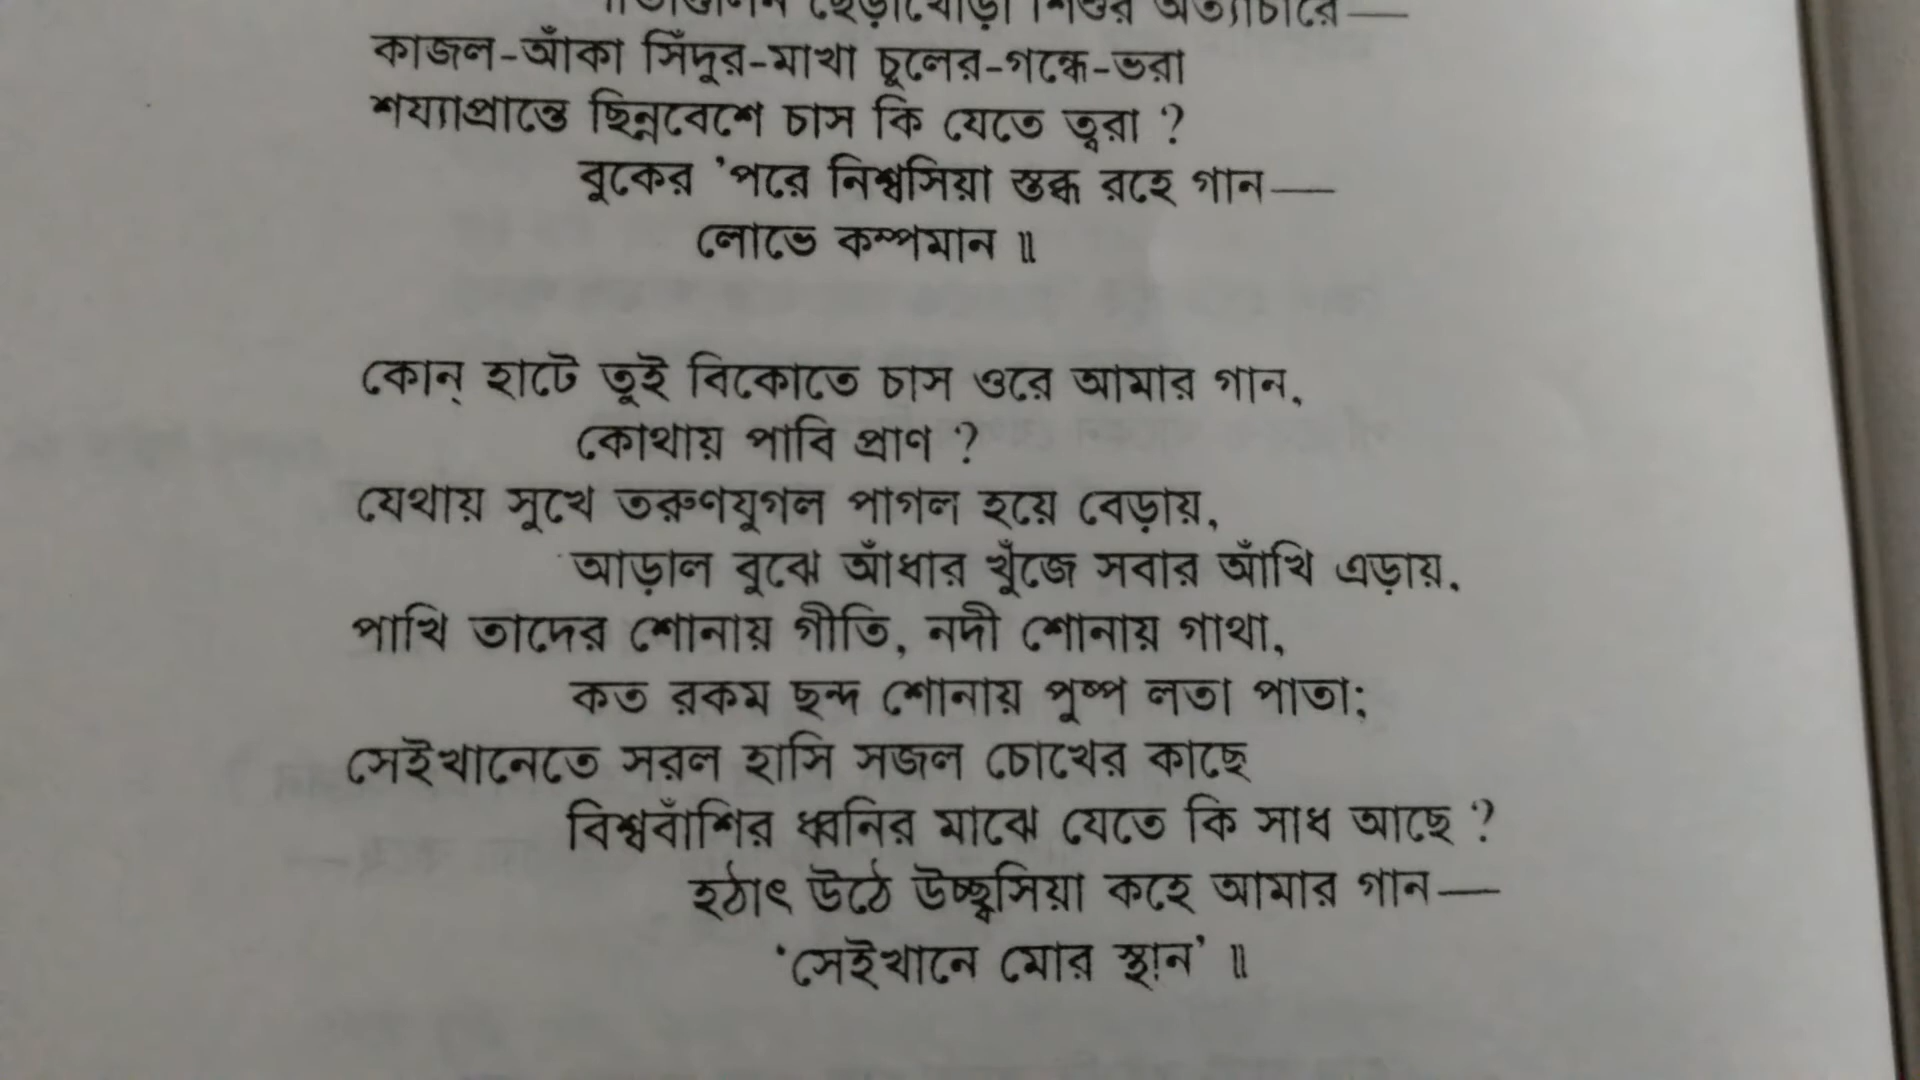 ছেঁড়াখোঁড়া শিশুর অত্যাচারে—
কাজল-আঁকা সিঁদুর-মাখা চুলের-গন্ধে-ভরা
শয্যাপ্রান্তে ছিন্নবেশে চাস কি যেতে ত্বরা ?
বুকের 'পরে নিশ্বসিয়া স্তব্ধ রহে গান—
লোভে কম্পমান ॥
কোন্ হাটে তুই বিকোতে চাস ওরে আমার গান,
কোথায় পাবি প্রাণ ?
যেথায় সুখে তরুণযুগল পাগল হয়ে বেড়ায়,
আড়াল বুঝে আঁধার খুঁজে সবার আঁখি এড়ায়,
পাখি তাদের শোনায় গীতি, নদী শোনায় গাথা,
কত রকম ছন্দ শোনায় পুষ্প লতা পাতা;
সেইখানেতে সরল হাসি সজল চোখের কাছে
বিশ্ববাঁশির ধ্বনির মাঝে যেতে কি সাধ আছে ?
হঠাৎ উঠে উচ্ছ্বসিয়া কহে আমার গান—
'সেইখানে মোর স্থান' ॥